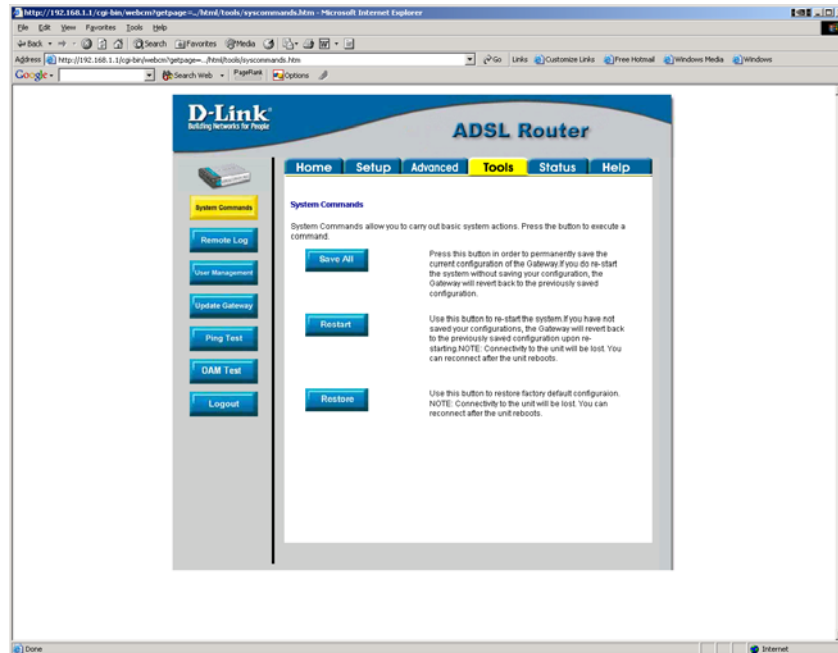 http://192.168.1.1/cgi-bin/webcm?getpage=../html/tools/syscommands.htm - Microsoft Internet Explorer
File Edit View Favorites Tools Help
Back Search Favorites Media
Address http://192.168.1.1/cgi-bin/webcm?getpage=../html/tools/syscommands.htm Go Links Customize Links Free Hotmail Windows Media Windows
Google Search Web PageRank Options
D-Link
Building Networks for People
ADSL Router
Home Setup Advanced Tools Status Help
System Commands
Remote Log
User Management
Update Gateway
Ping Test
OAM Test
Logout
System Commands
System Commands allow you to carry out basic system actions. Press the button to execute a
command.
Save All
Press this button in order to permanently save the
current configuration of the Gateway.If you do re-start
the system without saving your configuration, the
Gateway will revert back to the previously saved
configuration.
Restart
Use this button to re-start the system.If you have not
saved your configurations, the Gateway will revert back
to the previously saved configuration upon re-
starting.NOTE: Connectivity to the unit will be lost. You
can reconnect after the unit reboots.
Restore
Use this button to restore factory default configuraion.
NOTE: Connectivity to the unit will be lost. You can
reconnect after the unit reboots.
Done
Internet